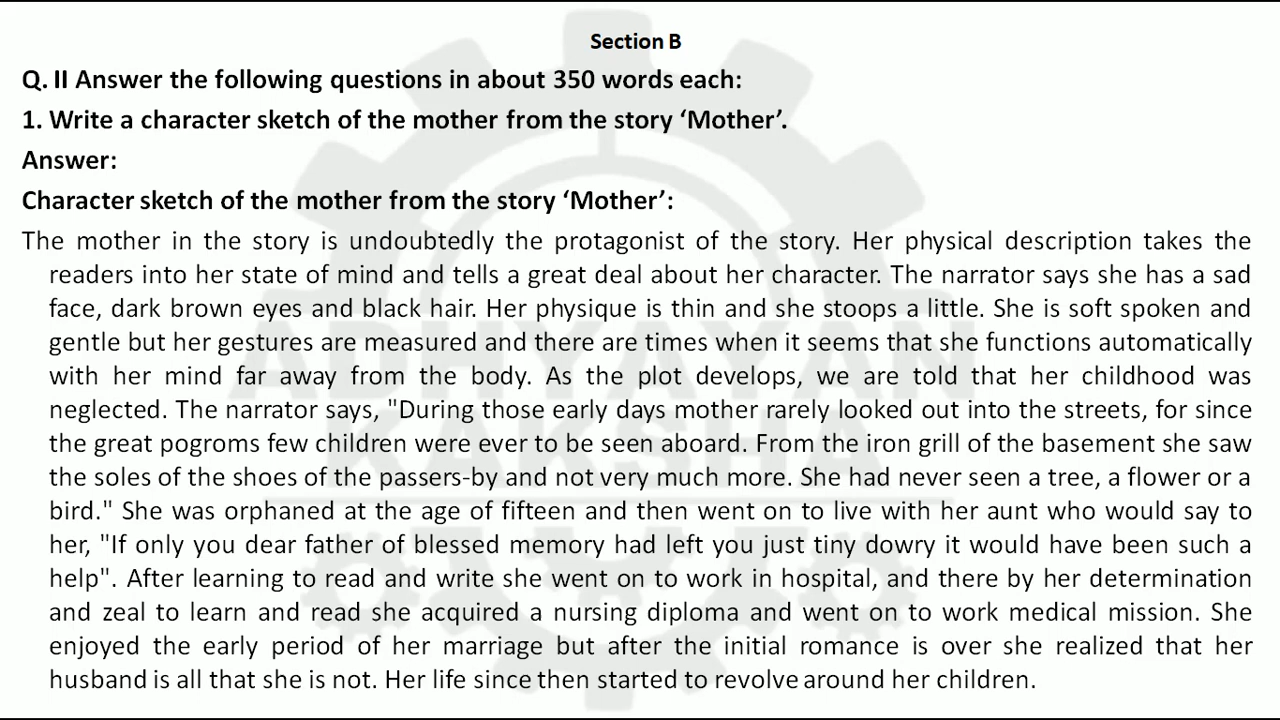 Section B
Q. II Answer the following questions in about 350 words each:
1. Write a character sketch of the mother from the story ‘Mother’.
Answer:
Character sketch of the mother from the story ‘Mother’:
The mother in the story is undoubtedly the protagonist of the story. Her physical description takes the
readers into her state of mind and tells a great deal about her character. The narrator says she has a sad
face, dark brown eyes and black hair. Her physique is thin and she stoops a little. She is soft spoken and
gentle but her gestures are measured and there are times when it seems that she functions automatically
with her mind far away from the body. As the plot develops, we are told that her childhood was
neglected. The narrator says, "During those early days mother rarely looked out into the streets, for since
the great pogroms few children were ever to be seen aboard. From the iron grill of the basement she saw
the soles of the shoes of the passers-by and not very much more. She had never seen a tree, a flower or a
bird." She was orphaned at the age of fifteen and then went on to live with her aunt who would say to
her, "If only you dear father of blessed memory had left you just tiny dowry it would have been such a
help". After learning to read and write she went on to work in hospital, and there by her determination
and zeal to learn and read she acquired a nursing diploma and went on to work medical mission. She
enjoyed the early period of her marriage but after the initial romance is over she realized that her
husband is all that she is not. Her life since then started to revolve around her children.
ADHYAYAN
KAKSHA